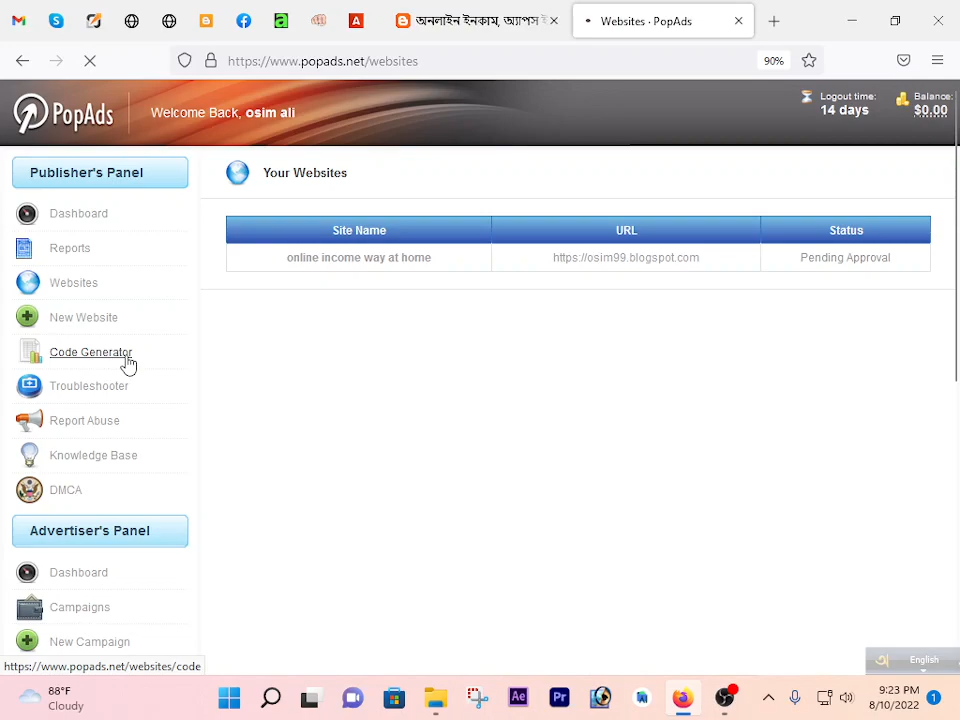 অনলাইন ইনকাম, অ্যাপস
Websites · PopAds
https://www.popads.net/websites
90%
PopAds
Welcome Back, osim ali
Logout time:
14 days
Balance:
$0.00
Publisher's Panel
Your Websites
Dashboard
Reports
Websites
New Website
Code Generator
Troubleshooter
Report Abuse
Knowledge Base
DMCA
Site Name URL Status
online income way at home https://osim99.blogspot.com Pending Approval
Advertiser's Panel
Dashboard
Campaigns
New Campaign
https://www.popads.net/websites/code
অ English
88°F
Cloudy
Ae
Pr
9:23 PM
8/10/2022
1